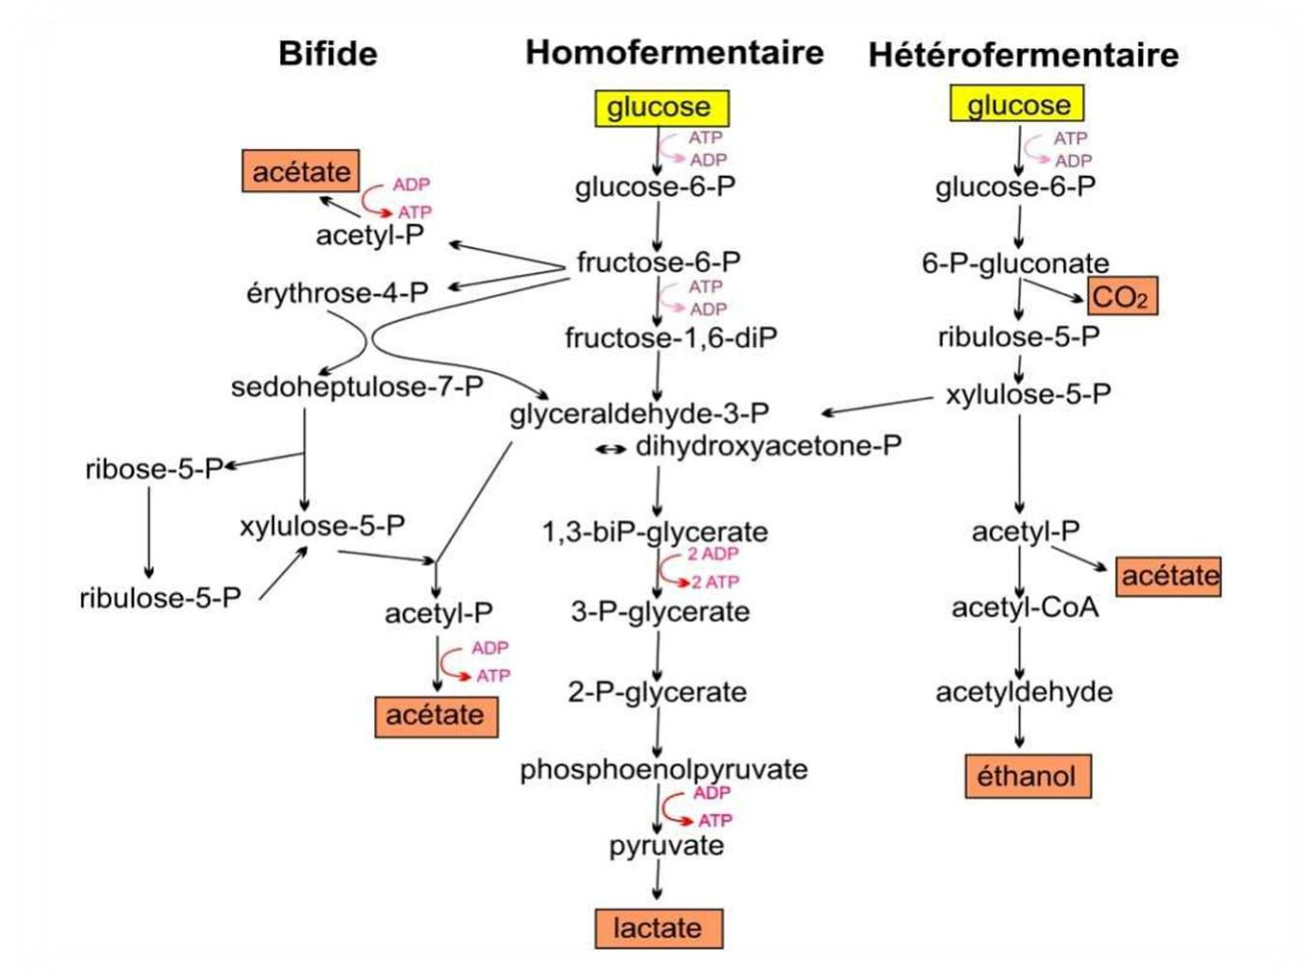 Bifide
Homofermentaire
Hétérofermentaire
acétate
ADP
ATP
acetyl-P
érythrose-4-P
sedoheptulose-7-P
ribose-5-P
xylulose-5-P
ribulose-5-P
acetyl-P
ADP
ATP
acétate
glucose
ATP
ADP
glucose-6-P
fructose-6-P
ATP
ADP
fructose-1,6-diP
glyceraldehyde-3-P
dihydroxyacetone-P
1,3-biP-glycerate
2 ADP
2 ATP
3-P-glycerate
2-P-glycerate
phosphoenolpyruvate
ADP
ATP
pyruvate
lactate
glucose
ATP
ADP
glucose-6-P
6-P-gluconate
CO₂
ribulose-5-P
xylulose-5-P
acetyl-P
acétate
acetyl-CoA
acetyldehyde
éthanol